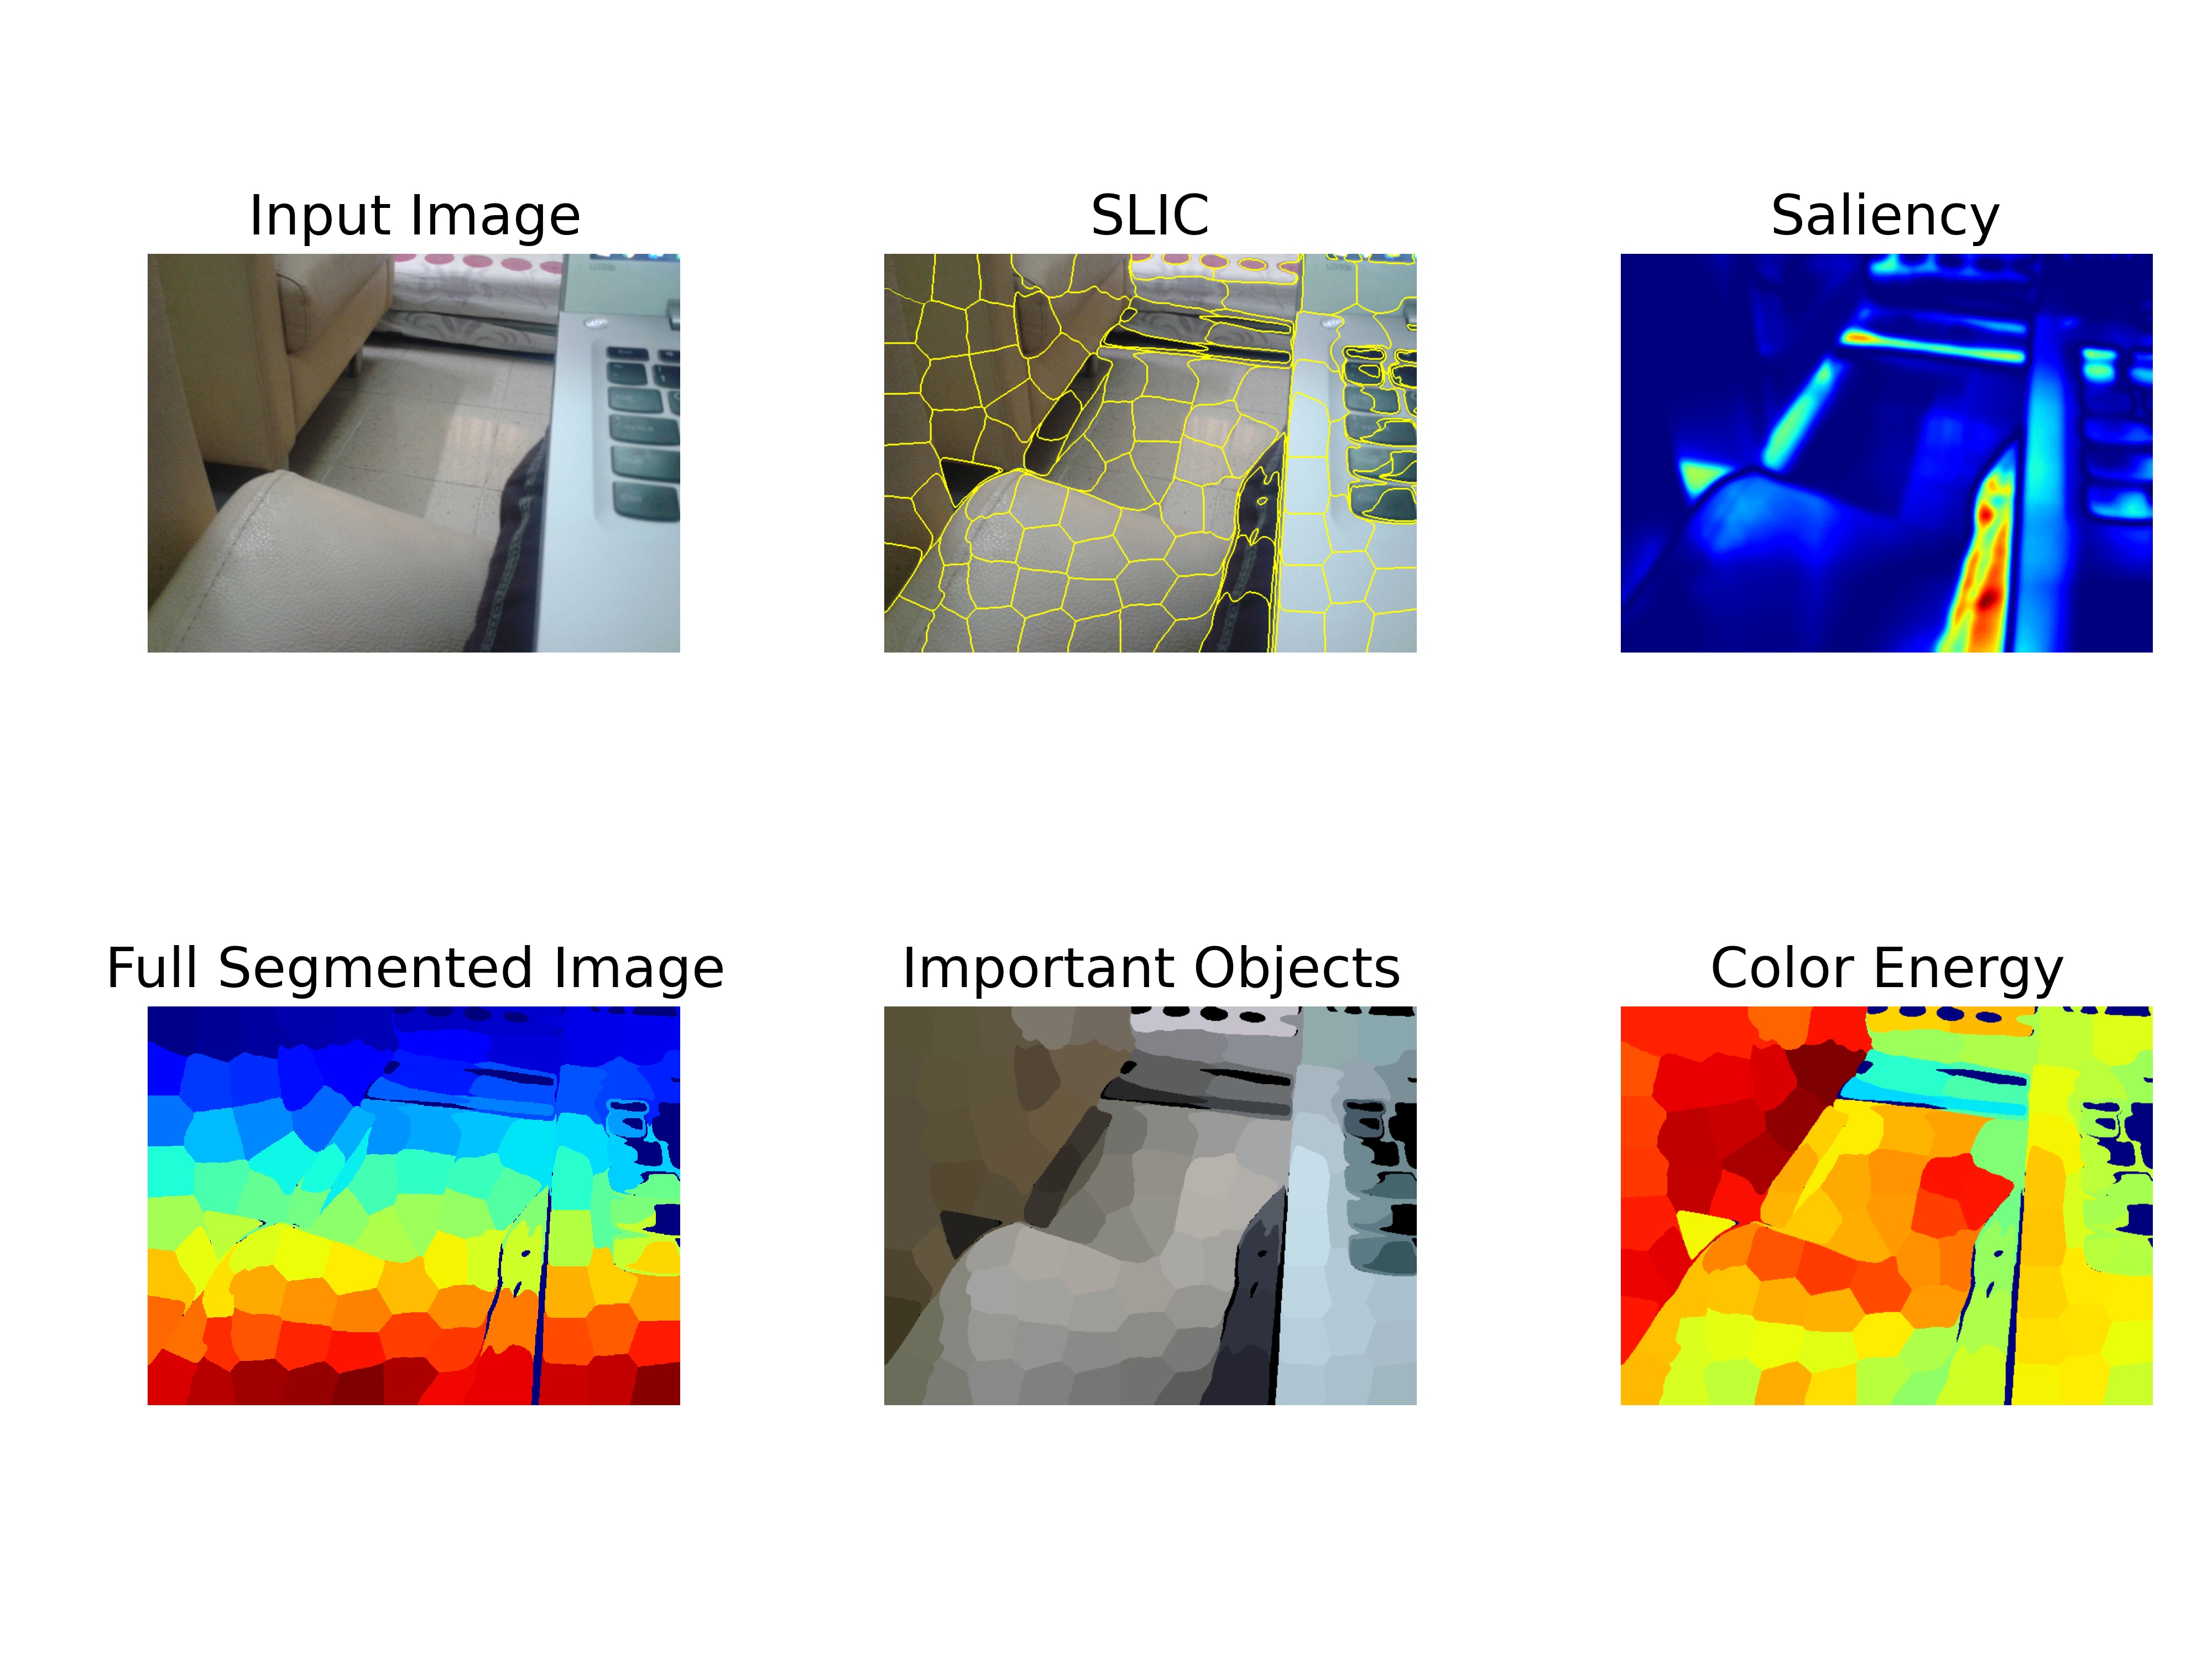 Input Image
SLIC
Saliency
Full Segmented Image
Important Objects
Color Energy